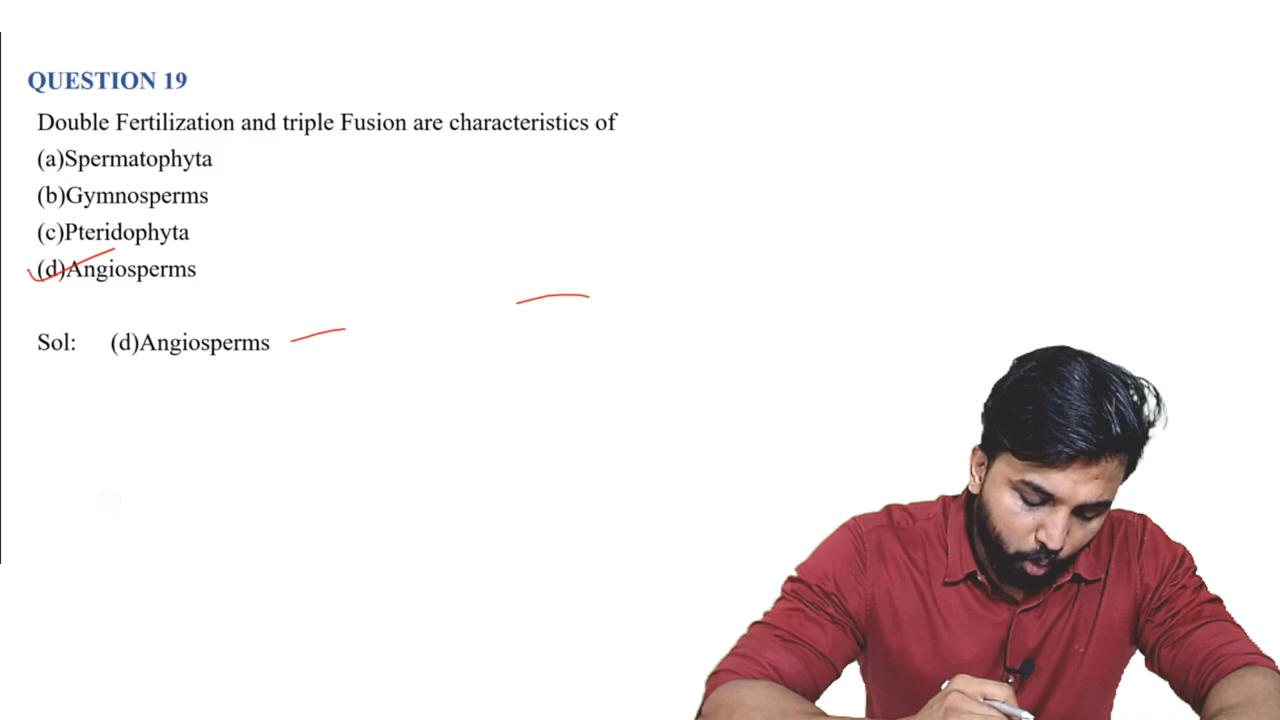 QUESTION 19
Double Fertilization and triple Fusion are characteristics of
(a)Spermatophyta
(b)Gymnosperms
(c)Pteridophyta
(d)Angiosperms
Sol: (d)Angiosperms